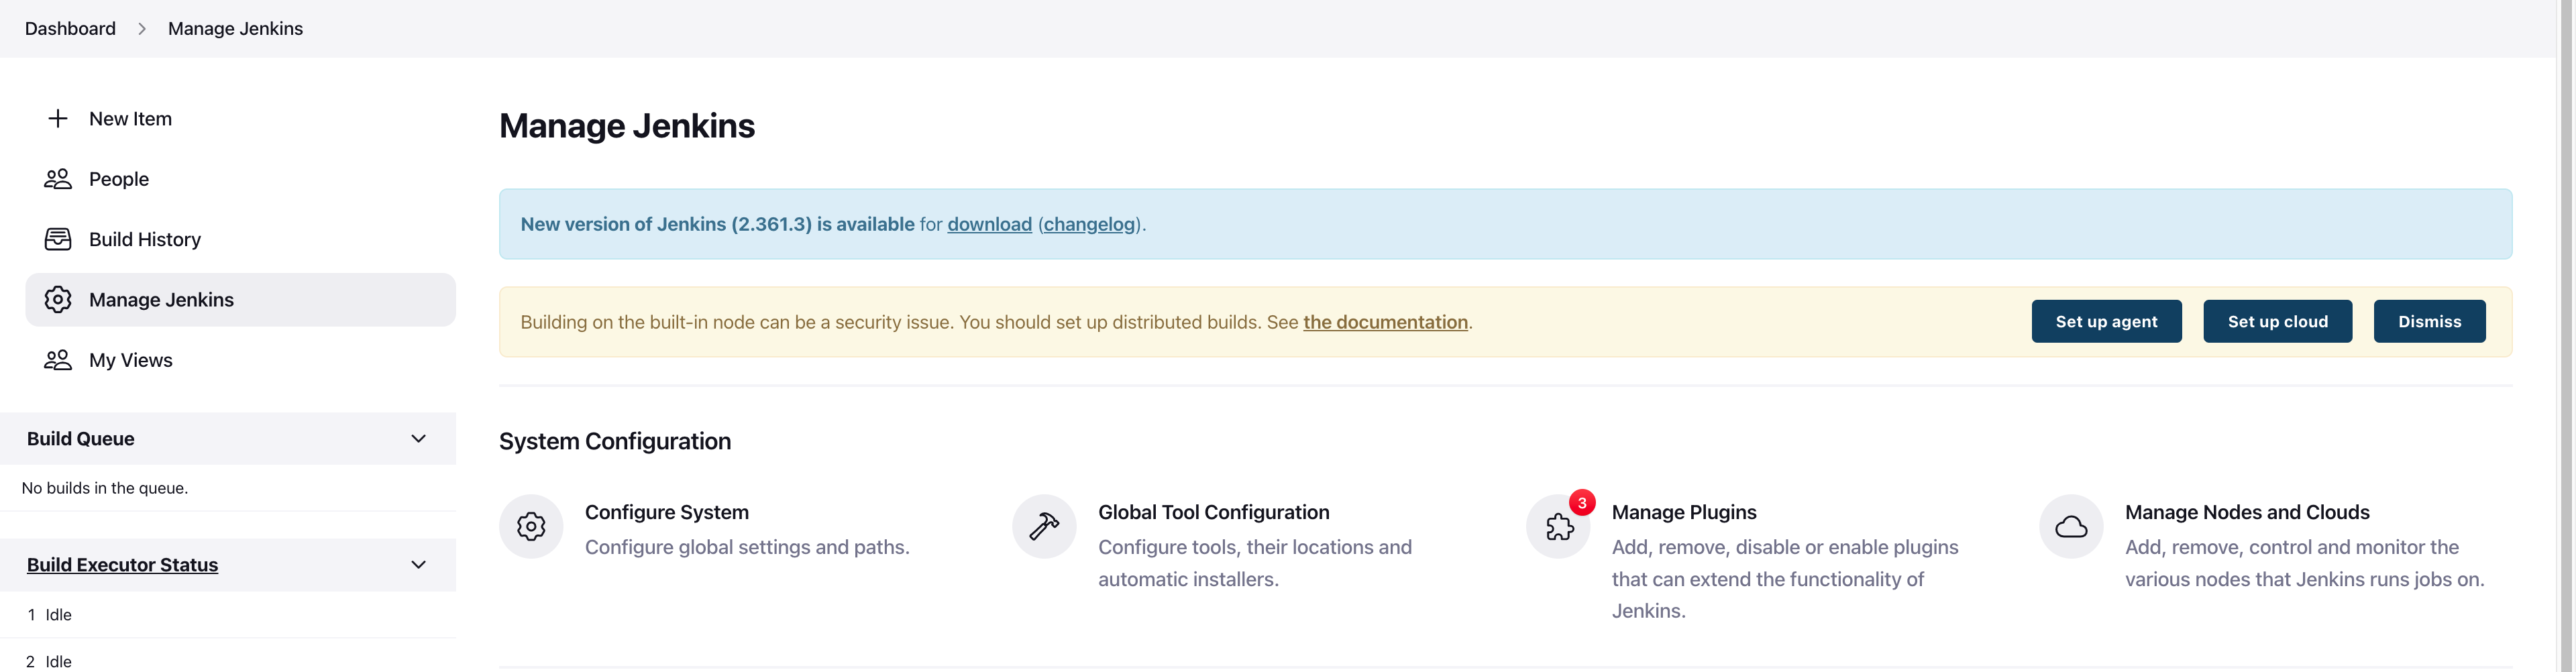 Dashboard > Manage Jenkins
New Item
People
Build History
Manage Jenkins
My Views
Build Queue
No builds in the queue.
Build Executor Status
1 Idle
2 Idle
Manage Jenkins
New version of Jenkins (2.361.3) is available for download (changelog).
Building on the built-in node can be a security issue. You should set up distributed builds. See the documentation.
Set up agent
Set up cloud
Dismiss
System Configuration
Configure System
Configure global settings and paths.
Global Tool Configuration
Configure tools, their locations and
automatic installers.
3
Manage Plugins
Add, remove, disable or enable plugins
that can extend the functionality of
Jenkins.
Manage Nodes and Clouds
Add, remove, control and monitor the
various nodes that Jenkins runs jobs on.